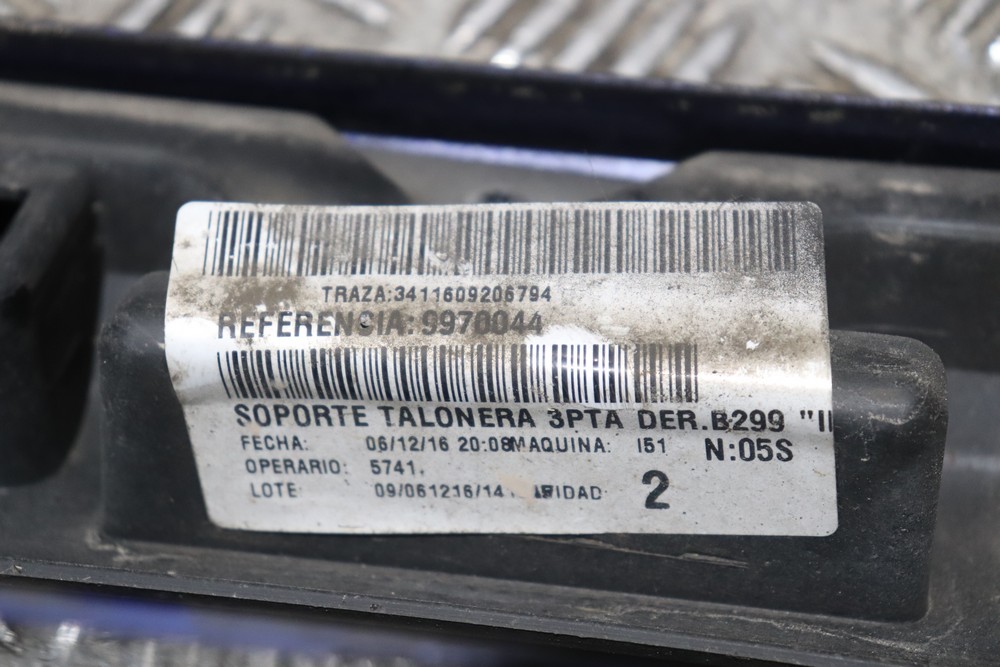 TRAZA:3411609206794
REFERENCIA:9970044
SOPORTE TALONERA 3PTA DER.B299
FECHA: 06/12/16 20:08 MAQUINA: I51 N:05S
OPERARIO: 5741.
LOTE: 09/061216/14 2